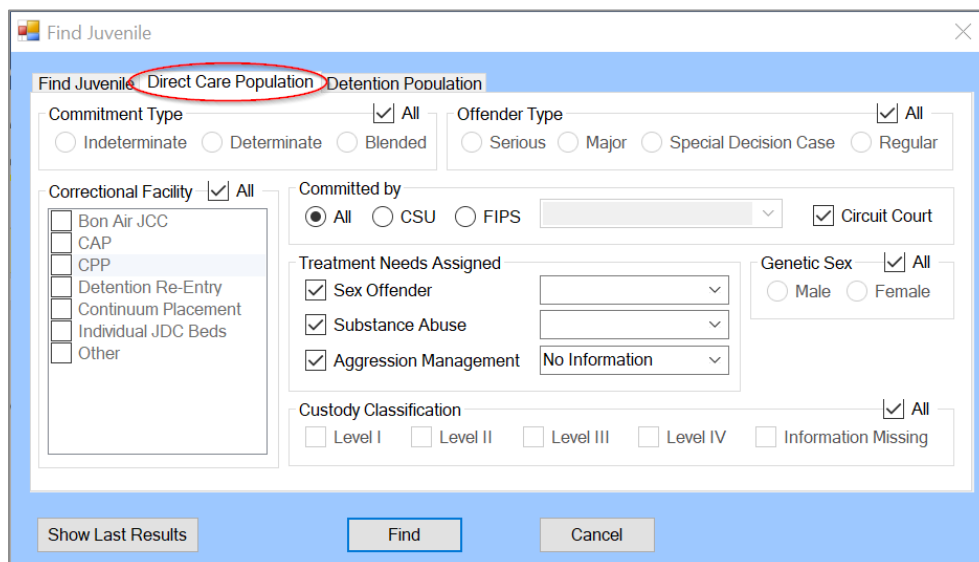 Find Juvenile
Find Juvenile Direct Care Population Detention Population
Commitment Type All
Indeterminate Determinate Blended
Offender Type All
Serious Major Special Decision Case Regular
Correctional Facility All
Bon Air JCC
CAP
CPP
Detention Re-Entry
Continuum Placement
Individual JDC Beds
Other
Committed by
All CSU FIPS Circuit Court
Treatment Needs Assigned
Sex Offender
Substance Abuse
Aggression Management No Information
Genetic Sex All
Male Female
Custody Classification All
Level I Level II Level III Level IV Information Missing
Show Last Results Find Cancel